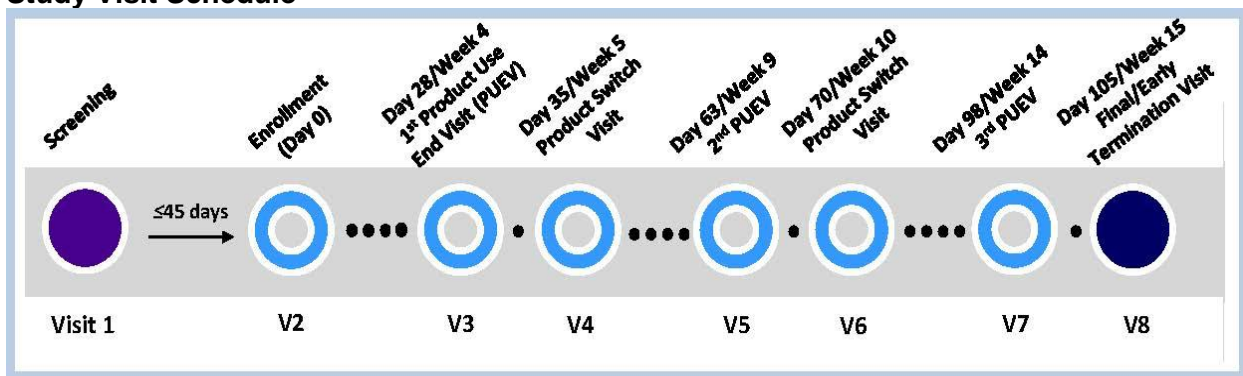 Study Visit Schedule
Screening
Enrollment
(Day 0)
Day 28/Week 4
1st Product Use
End Visit (PUEV)
Day 35/Week 5
Product Switch
Visit
Day 63/Week 9
2nd PUEV
Day 70/Week 10
Product Switch
Visit
Day 98/Week 14
3rd PUEV
Day 105/Week 15
Final/Early
Termination Visit
≤45 days
Visit 1
V2
V3
V4
V5
V6
V7
V8